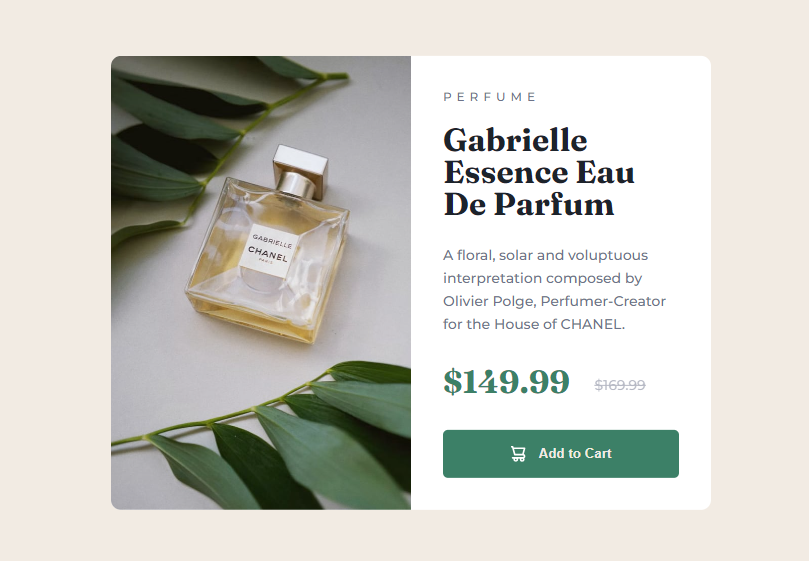 GABRIELLE
CHANEL
PARIS
PERFUME
Gabrielle
Essence Eau
De Parfum
A floral, solar and voluptuous
interpretation composed by
Olivier Polge, Perfumer-Creator
for the House of CHANEL.
$149.99 $169.99
Add to Cart